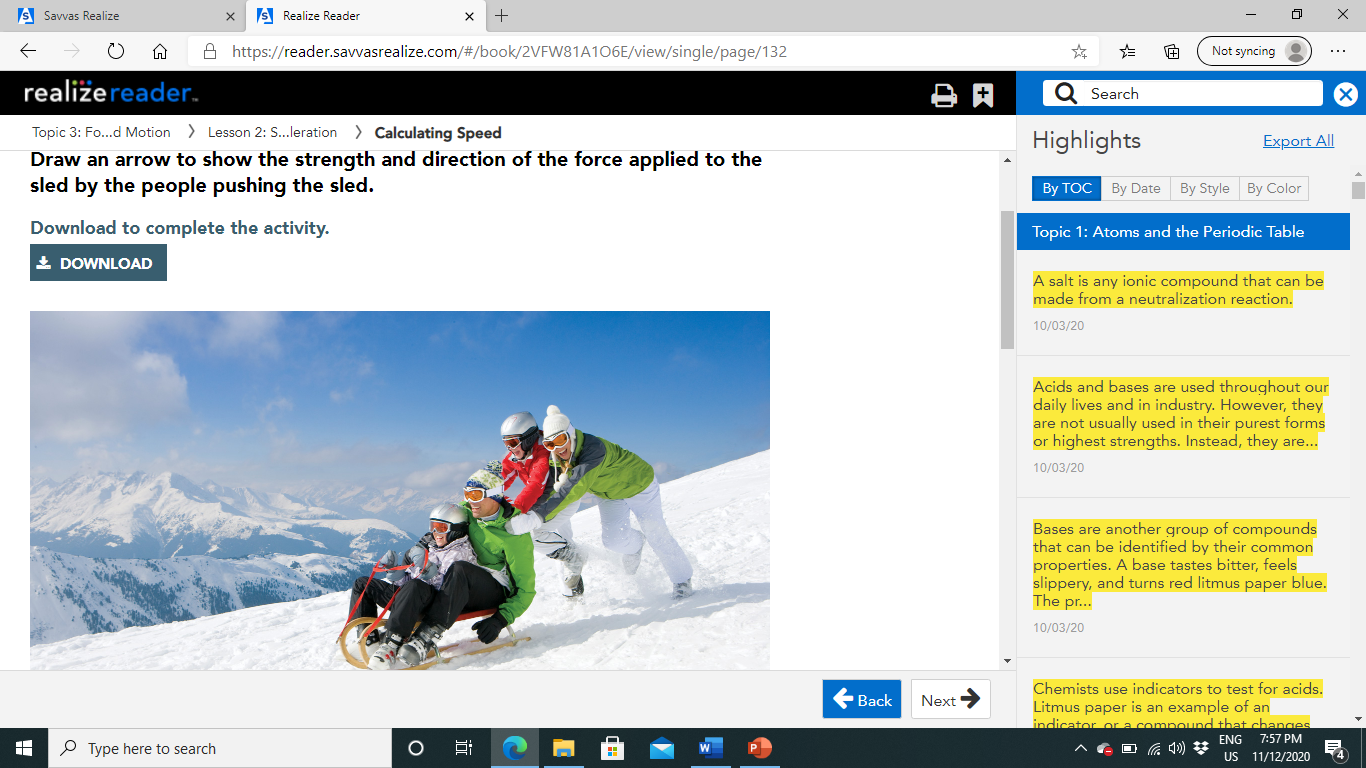 Savvas Realize
Realize Reader
https://reader.savvasrealize.com/#/book/2VFW81A1O6E/view/single/page/132
Not syncing
realizereader™
Search
Topic 3: Fo...d Motion > Lesson 2: S...leration > Calculating Speed
Draw an arrow to show the strength and direction of the force applied to the
sled by the people pushing the sled.
Download to complete the activity.
DOWNLOAD
Back
Next
Highlights
Export All
By TOC
By Date
By Style
By Color
Topic 1: Atoms and the Periodic Table
A salt is any ionic compound that can be
made from a neutralization reaction.
10/03/20
Acids and bases are used throughout our
daily lives and in industry. However, they
are not usually used in their purest forms
or highest strengths. Instead, they are...
10/03/20
Bases are another group of compounds
that can be identified by their common
properties. A base tastes bitter, feels
slippery, and turns red litmus paper blue.
The pr...
10/03/20
Chemists use indicators to test for acids.
Litmus paper is an example of an
indicator, or a compound that changes
Type here to search
ENG
US
7:57 PM
11/12/2020
4